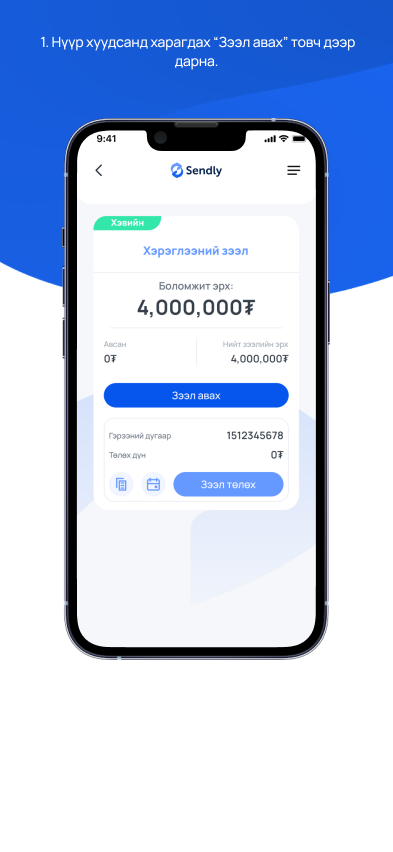 1. Нүүр хуудсанд харагдах “Зээл авах” товч дээр
дарна.
9:41
Sendly
Хэвийн
Хэрэглээний зээл
Боломжит эрх:
4,000,000₮
Авсан
Нийт зээлийн эрх
0₮
4,000,000₮
Зээл авах
Гэрээний дугаар
1512345678
Төлөх дүн
0₮
Зээл төлөх